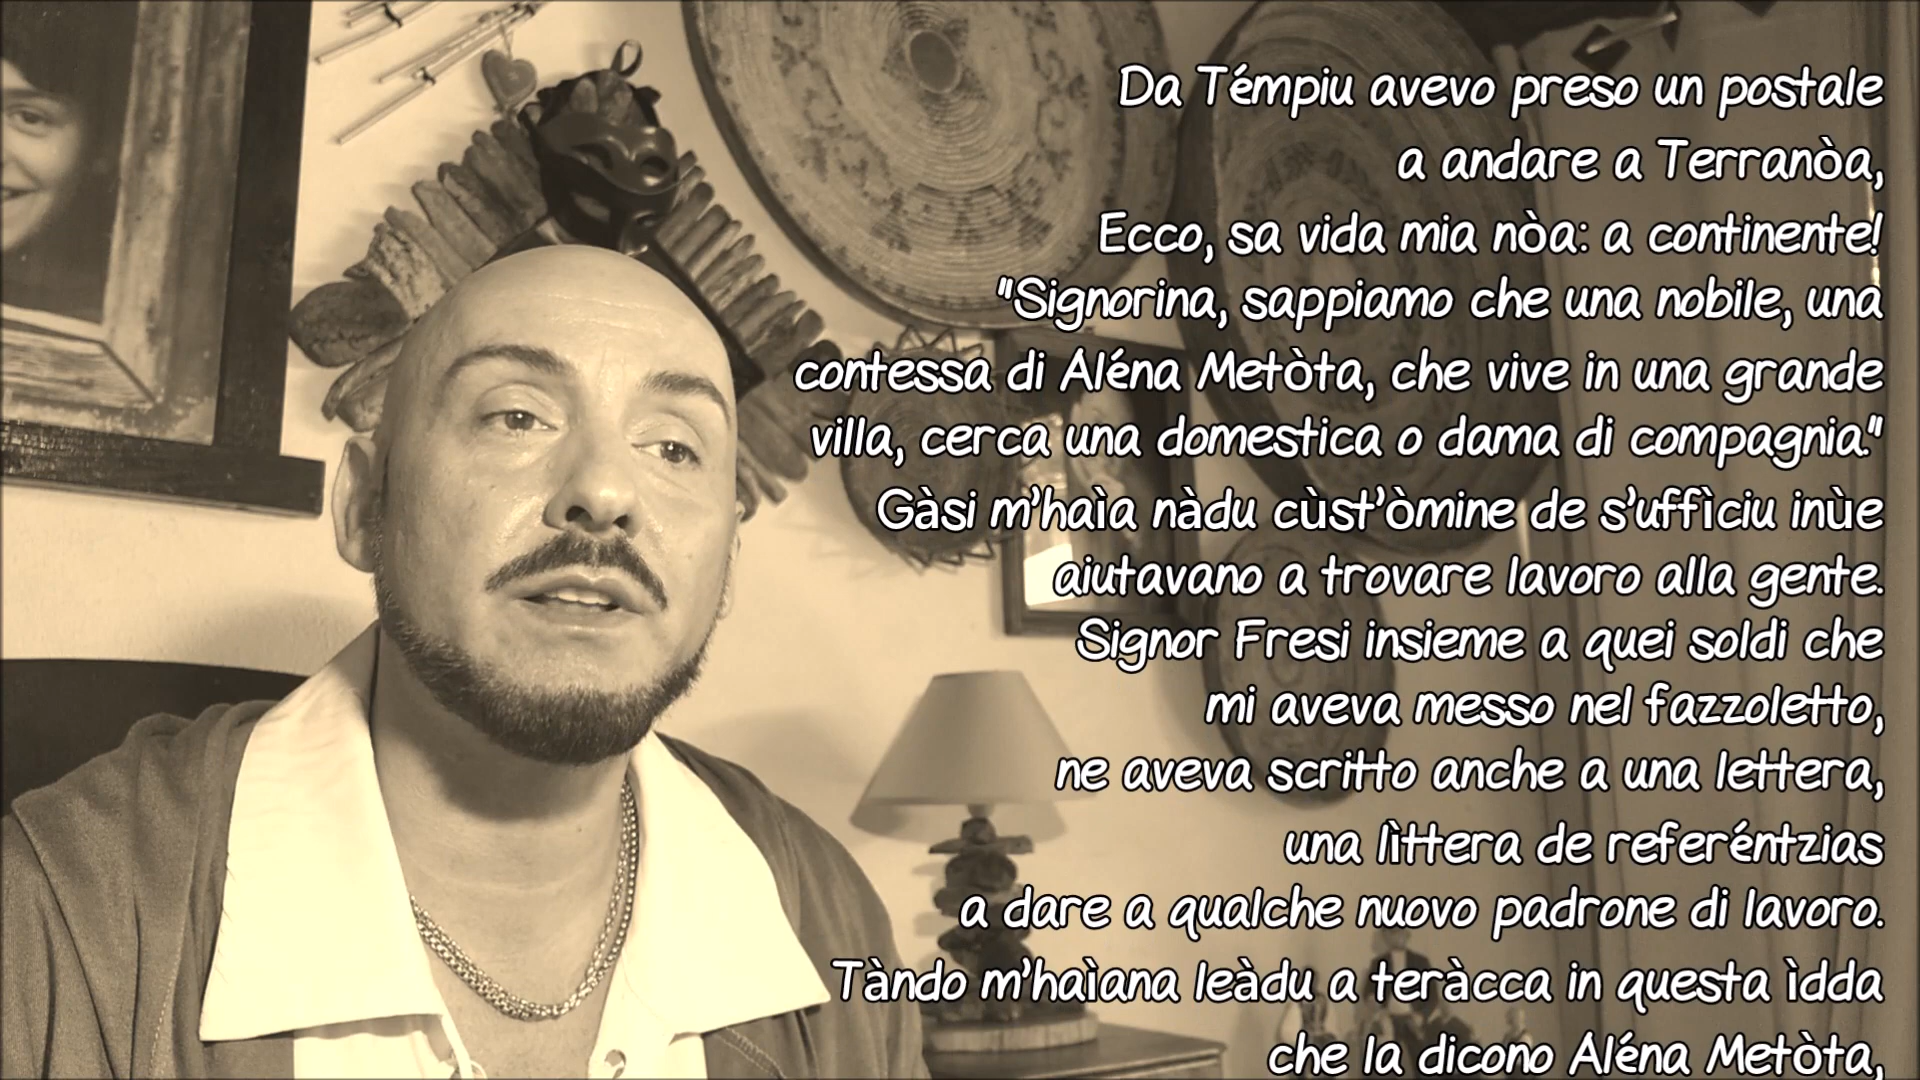 Da Témpiu avevo preso un postale
a andare a Terranòa,
Ecco, sa vida mia nòa: a continente!
"Signorina, sappiamo che una nobile, una
contessa di Aléna Metòta, che vive in una grande
villa, cerca una domestica o dama di compagnia."
Gàsi m'haìa nàdu cùst'òmine de s'uffìciu inùe
aiutavano a trovare lavoro alla gente.
Signor Fresi insieme a quei soldi che
mi aveva messo nel fazzoletto,
ne aveva scritto anche a una lettera,
una lìttera de referéntzias
a dare a qualche nuovo padrone di lavoro.
Tàndo m'haìana leàdu a teràcca in questa ìdda
che la dicono Aléna Metòta,